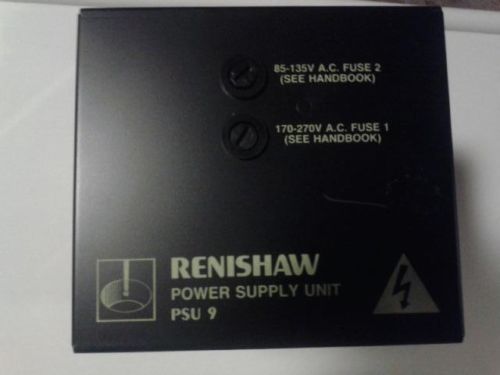 85-135V A.C. FUSE 2
(SEE HANDBOOK)
170-270V A.C. FUSE 1
(SEE HANDBOOK)
RENISHAW
POWER SUPPLY UNIT
PSU 9